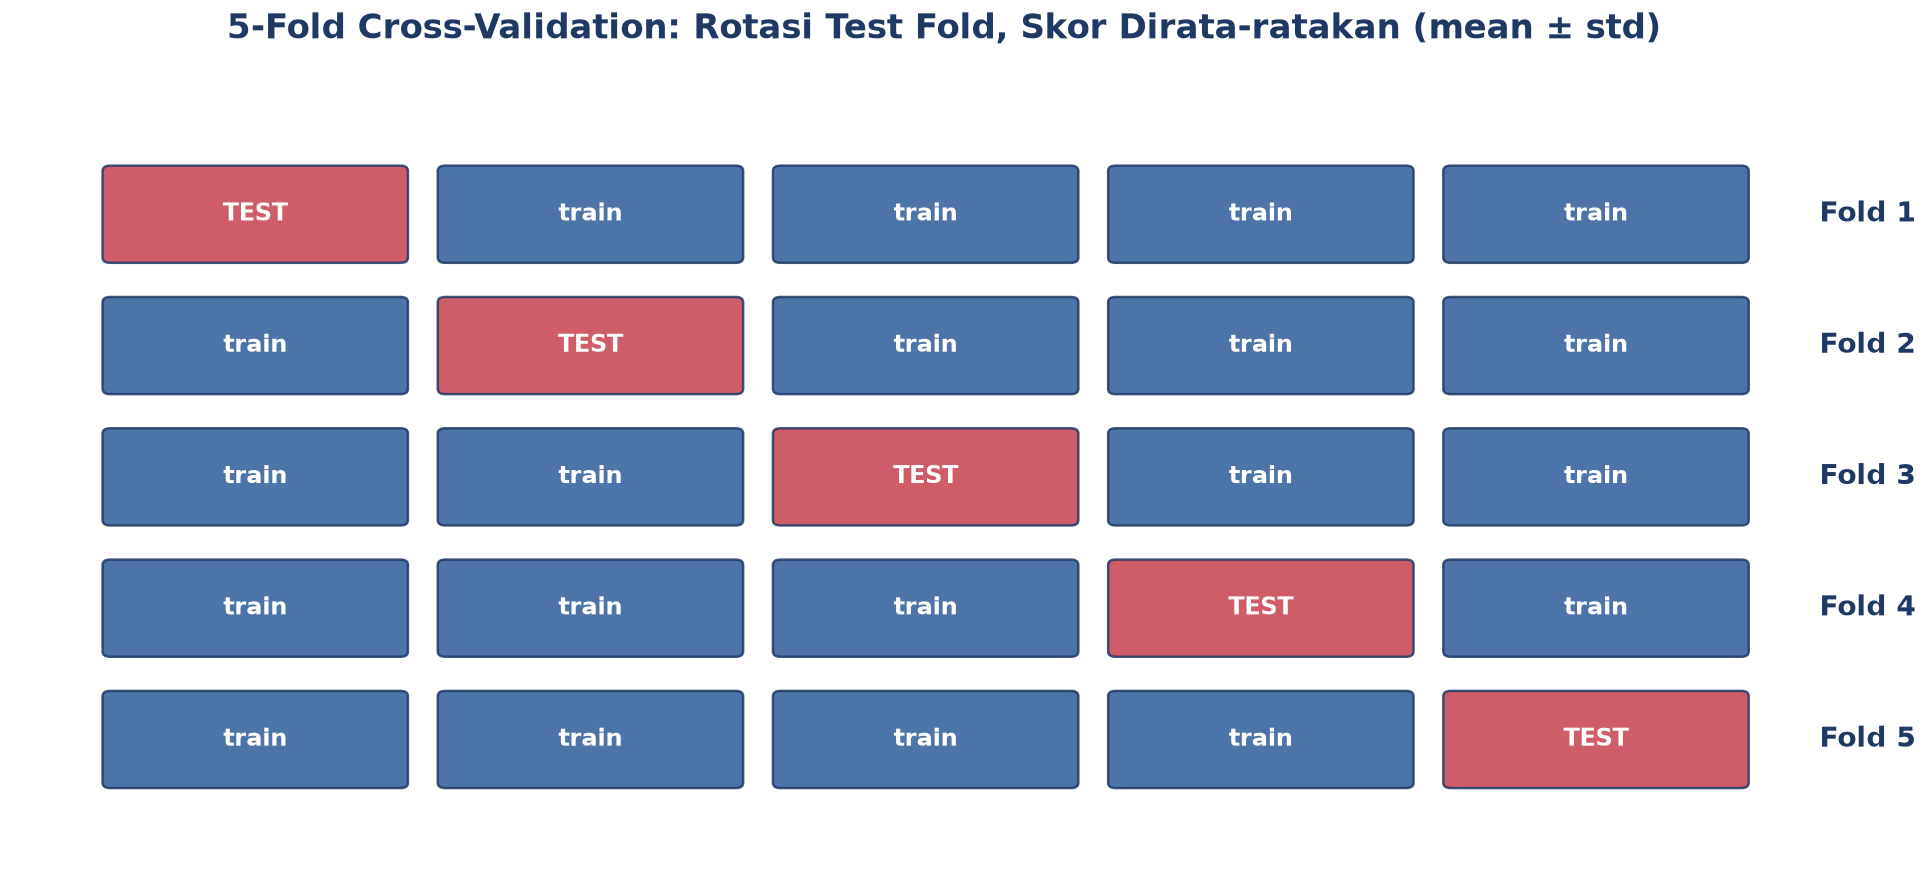 5-Fold Cross-Validation: Rotasi Test Fold, Skor Dirata-ratakan (mean ± std)
TEST train train train train Fold 1
train TEST train train train Fold 2
train train TEST train train Fold 3
train train train TEST train Fold 4
train train train train TEST Fold 5